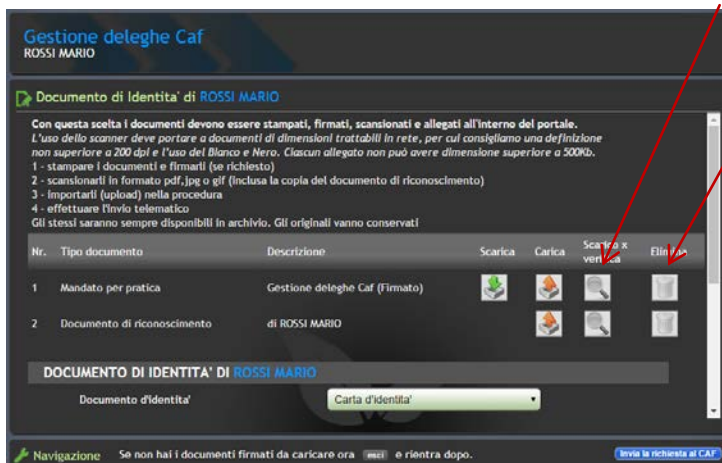 Gestione deleghe Caf
ROSSI MARIO
Documento di Identita' di ROSSI MARIO
Con questa scelta i documenti devono essere stampati, firmati, scansionati e allegati all'interno del portale.
L'uso dello scanner deve portare a documenti di dimensioni trattabili in rete, per cui consigliamo una definizione
non superiore a 200 dpi e l'uso del Bianco e Nero. Ciascun allegato non può avere dimensione superiore a 500Kb.
1 - stampare i documenti e firmarli (se richiesto)
2 - scansionarli in formato pdf,jpg o gif (inclusa la copia del documento di riconoscimento)
3 - importarli (upload) nella procedura
4 - effettuare l'invio telematico
Gli stessi saranno sempre disponibili in archivio. Gli originali vanno conservati
Nr. Tipo documento Descrizione Scarica Carica Scarico x verifica Elimina
1 Mandato per pratica Gestione deleghe Caf (Firmato)
2 Documento di riconoscimento di ROSSI MARIO
DOCUMENTO DI IDENTITA' DI ROSSI MARIO
Documento d'identita' Carta d'identita'
Navigazione Se non hai i documenti firmati da caricare ora esci e rientra dopo. Invia la richiesta al CAF